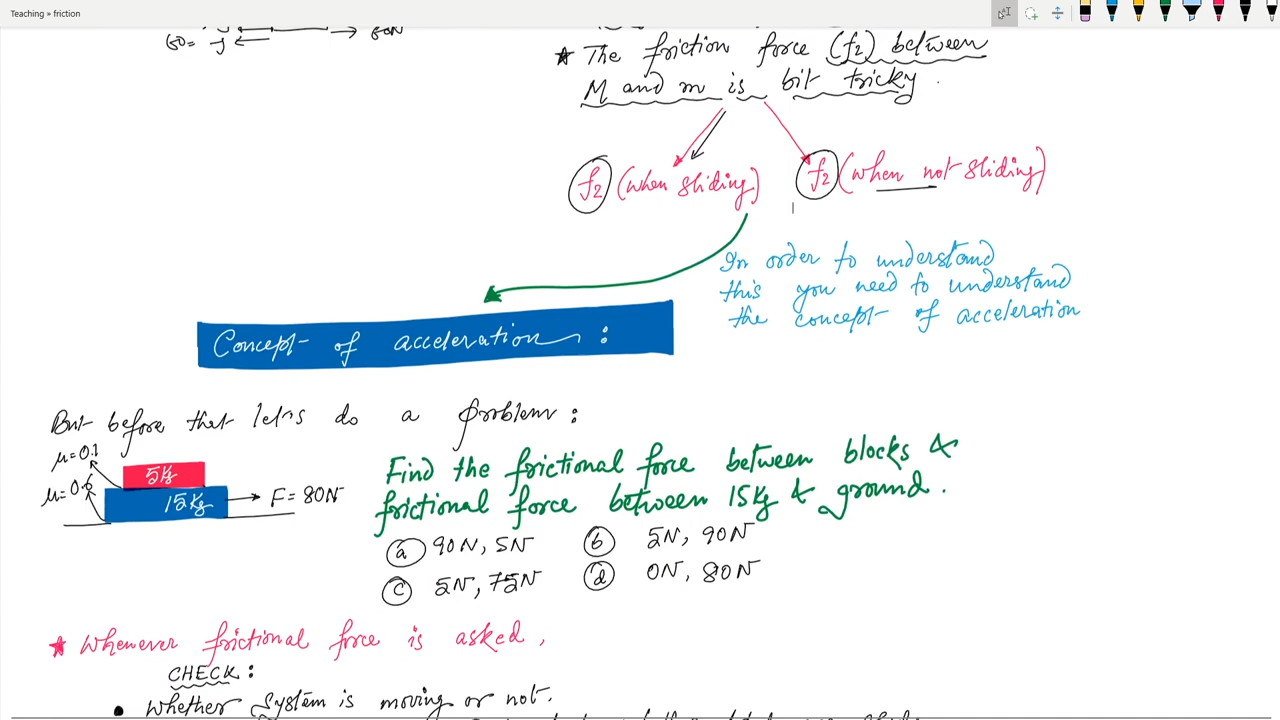 Teaching » friction
80N
★ The friction force (f2) between
M and m is bit tricky.
f2 (when sliding) f2 (when not sliding)
In order to understand
this you need to understand
the concept of acceleration
Concept of acceleration :
But before that let's do a problem :
μ=0.1
5Kg
μ=0.6
15Kg
F = 80N
Find the frictional force between blocks &
frictional force between 15Kg & ground.
(a) 90N, 5N (b) 5N, 90N
(c) 5N, 75N (d) 0N, 80N
★ Whenever frictional force is asked,
CHECK :
• Whether System is moving or not.